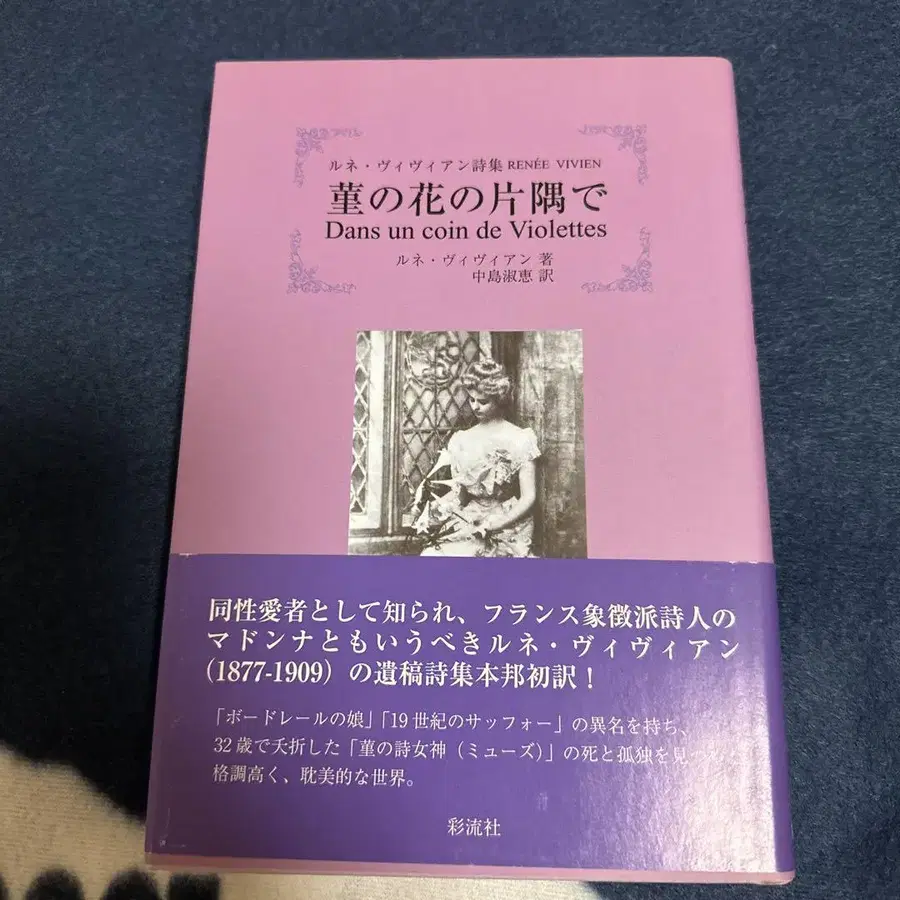 ルネ・ヴィヴィアン詩集 RENÉE VIVIEN
菫の花の片隅で
Dans un coin de Violettes
ルネ・ヴィヴィアン 著
中島淑恵 訳
同性愛者として知られ、フランス象徴派詩人の
マドンナともいうべきルネ・ヴィヴィアン
(1877-1909) の遺稿詩集本邦初訳!
「ボードレールの娘」「19世紀のサッフォー」の異名を持ち、
32歳で夭折した「菫の詩女神（ミューズ）」の死と孤独を見つ
格調高く、耽美的な世界。
彩流社